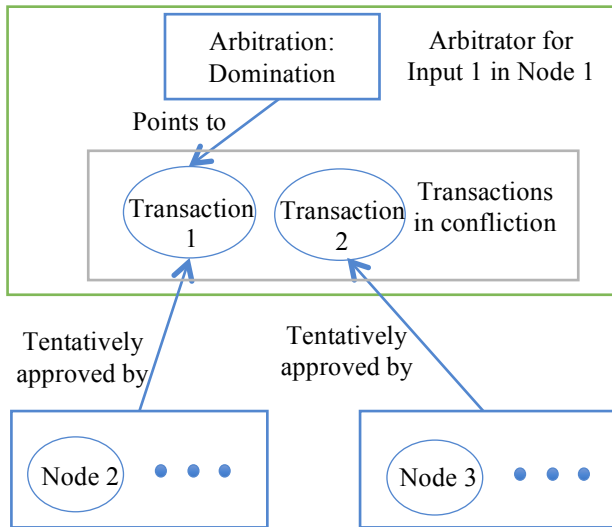 Arbitration:
Domination
Arbitrator for
Input 1 in Node 1
Points to
Transaction
1
Transaction
2
Transactions
in confliction
Tentatively
approved by
Tentatively
approved by
Node 2
Node 3